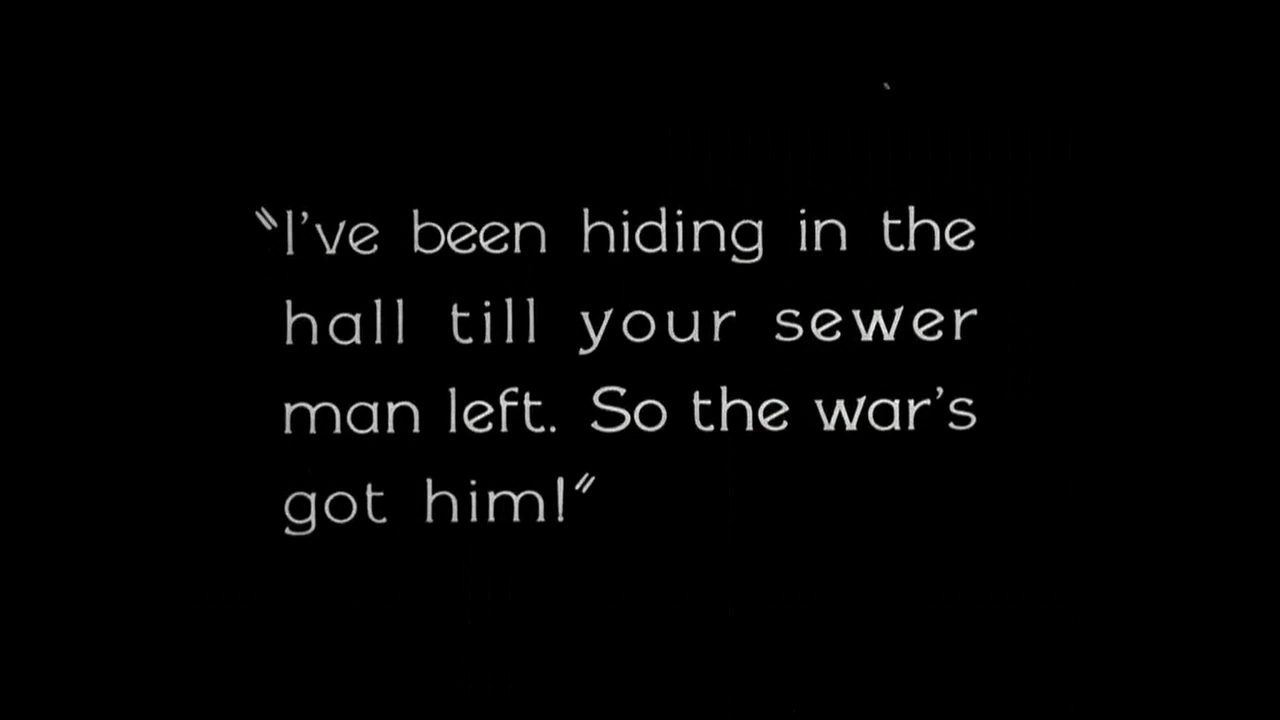 "I've been hiding in the
hall till your sewer
man left. So the war's
got him!"